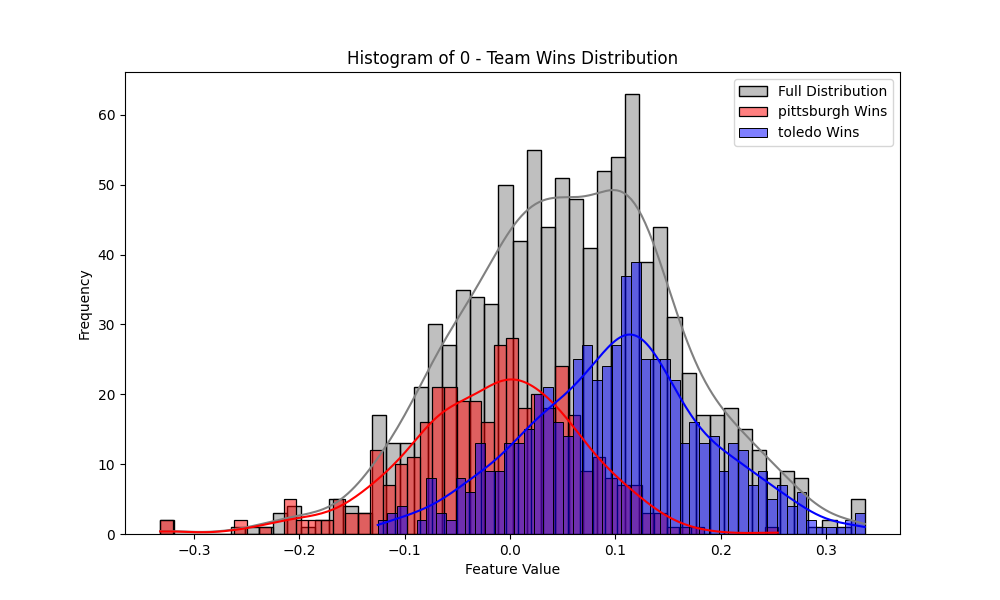 Histogram of 0 - Team Wins Distribution
Full Distribution
pittsburgh Wins
toledo Wins
Frequency
60
50
40
30
20
10
0
−0.3 −0.2 −0.1 0.0 0.1 0.2 0.3
Feature Value